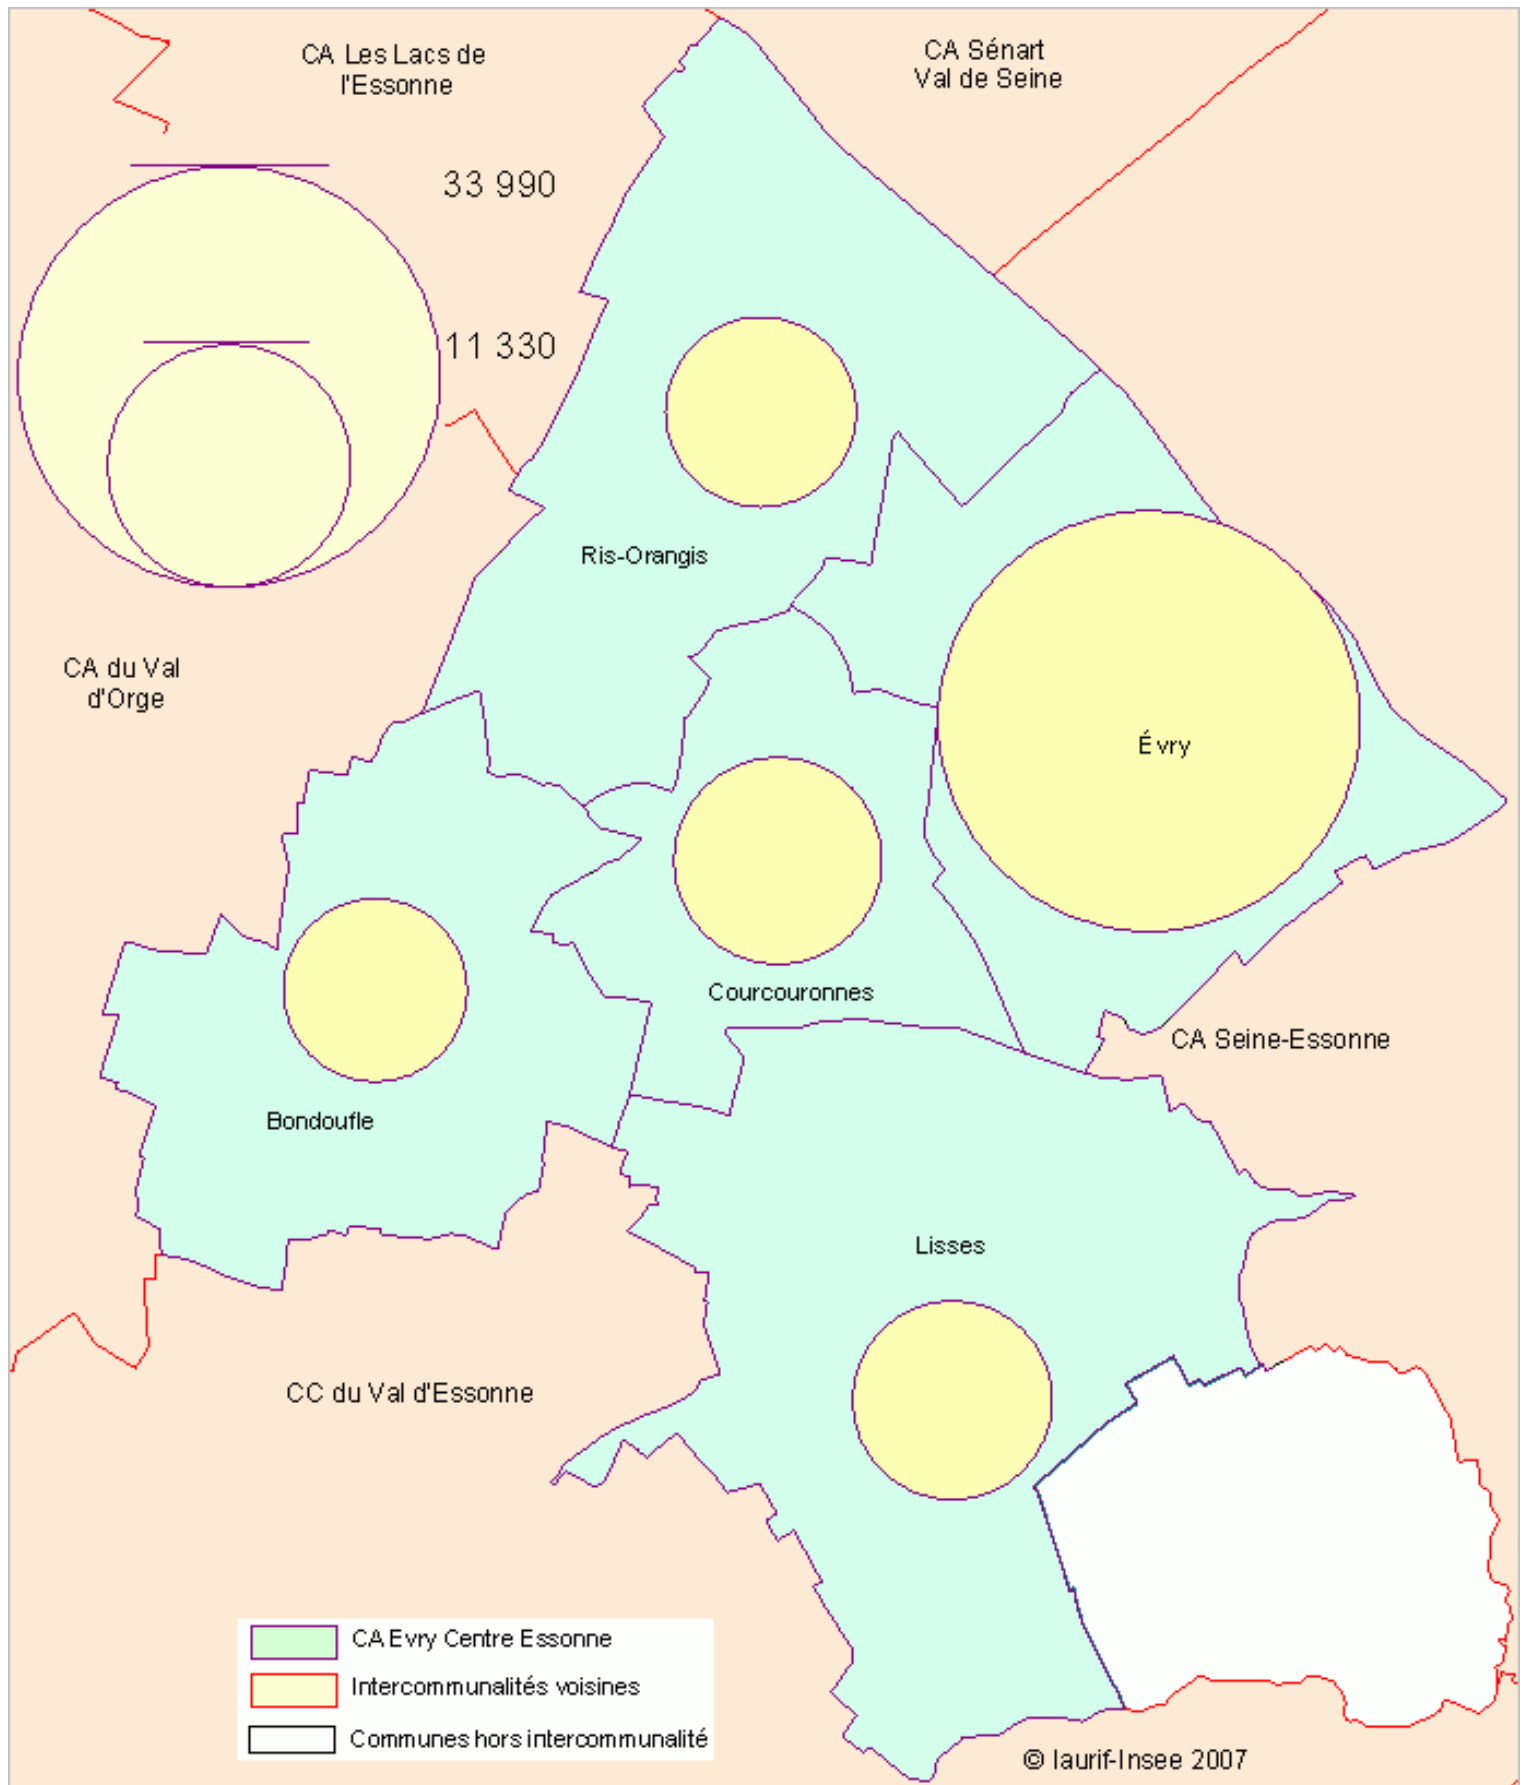 CA Les Lacs de
l'Essonne
CA Sénart
Val de Seine
33 990
11 330
Ris-Orangis
CA du Val
d'Orge
Évry
Courcouronnes
CA Seine-Essonne
Bondoufle
Lisses
CC du Val d'Essonne
CA Evry Centre Essonne
Intercommunalités voisines
Communes hors intercommunalité
© Iaurif-Insee 2007